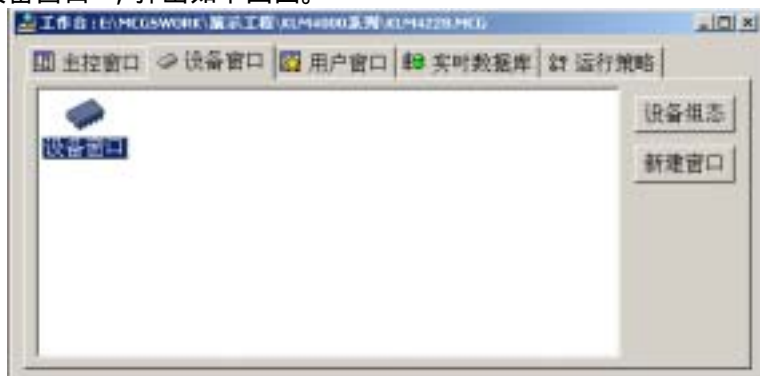 设备窗口，弹出如下画面。
工作台:E:\MCGSWORK\演示工程\XLM4000系列\XLM4228.MCG
主控窗口 设备窗口 用户窗口 实时数据库 运行策略
设备窗口
设备组态
新建窗口